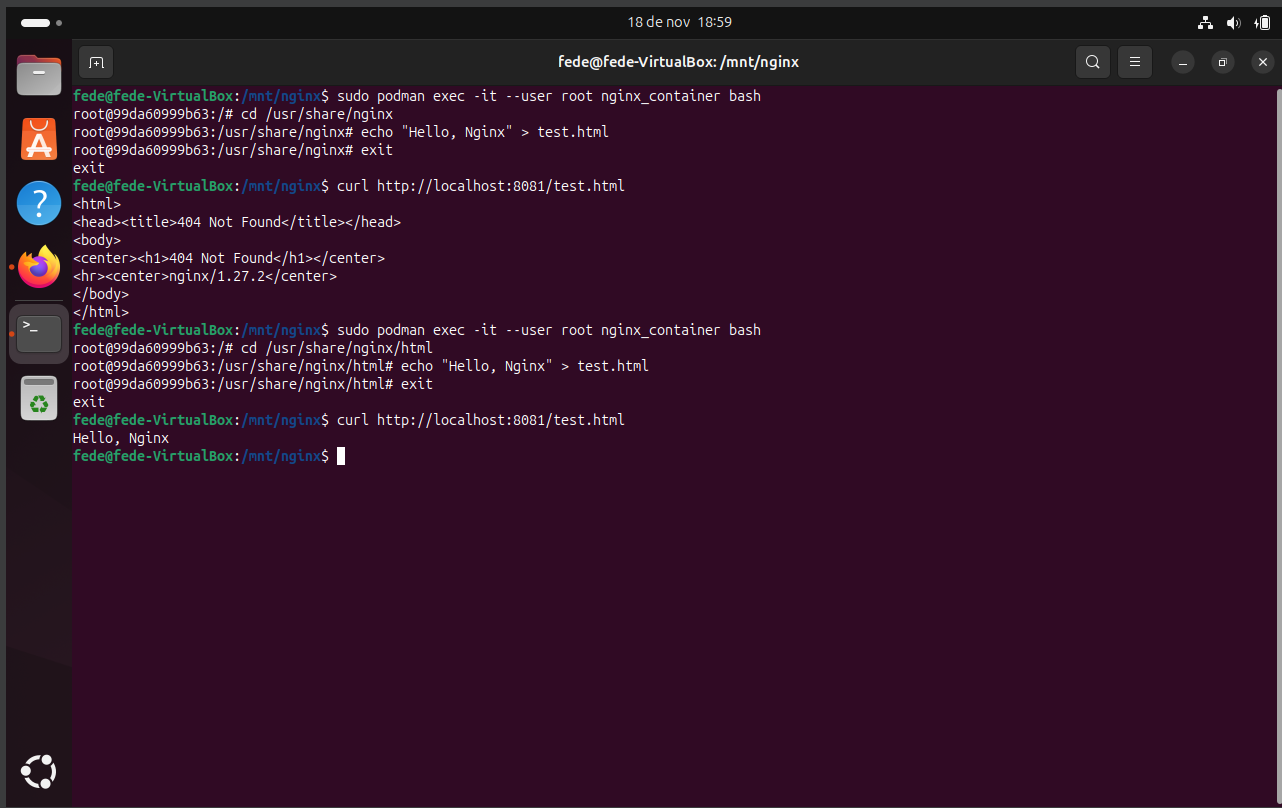 18 de nov 18:59
fede@fede-VirtualBox: /mnt/nginx
fede@fede-VirtualBox:/mnt/nginx$ sudo podman exec -it --user root nginx_container bash
root@99da60999b63:/# cd /usr/share/nginx
root@99da60999b63:/usr/share/nginx# echo "Hello, Nginx" > test.html
root@99da60999b63:/usr/share/nginx# exit
exit
fede@fede-VirtualBox:/mnt/nginx$ curl http://localhost:8081/test.html
<html>
<head><title>404 Not Found</title></head>
<body>
<center><h1>404 Not Found</h1></center>
<hr><center>nginx/1.27.2</center>
</body>
</html>
fede@fede-VirtualBox:/mnt/nginx$ sudo podman exec -it --user root nginx_container bash
root@99da60999b63:/# cd /usr/share/nginx/html
root@99da60999b63:/usr/share/nginx/html# echo "Hello, Nginx" > test.html
root@99da60999b63:/usr/share/nginx/html# exit
exit
fede@fede-VirtualBox:/mnt/nginx$ curl http://localhost:8081/test.html
Hello, Nginx
fede@fede-VirtualBox:/mnt/nginx$